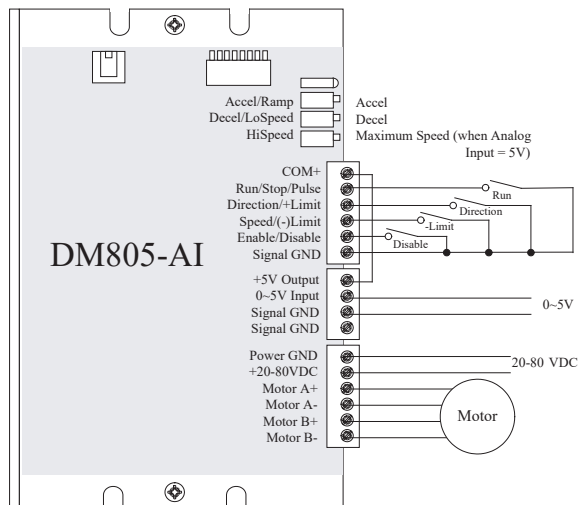 Accel/Ramp
Accel
Decel/LoSpeed
Decel
HiSpeed
Maximum Speed (when Analog
Input = 5V)
COM+
Run/Stop/Pulse
Run
Direction/+Limit
Direction
Speed/(-)Limit
-Limit
Enable/Disable
Disable
Signal GND
DM805-AI
+5V Output
0~5V Input
0~5V
Signal GND
Signal GND
Power GND
20-80 VDC
+20-80VDC
Motor A+
Motor A-
Motor
Motor B+
Motor B-